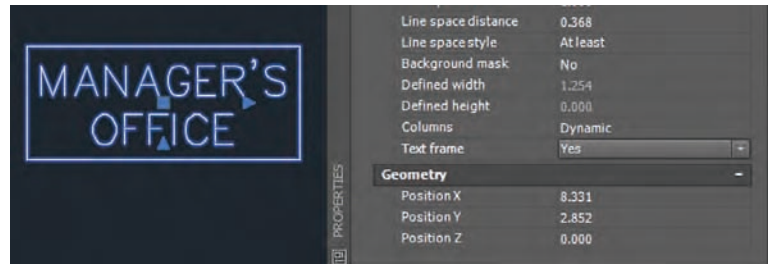 MANAGER'S
OFFICE
Line space distance 0.368
Line space style At least
Background mask No
Defined width 1.254
Defined height 0.000
Columns Dynamic
Text frame Yes
Geometry
Position X 8.331
Position Y 2.852
Position Z 0.000
PROPERTIES